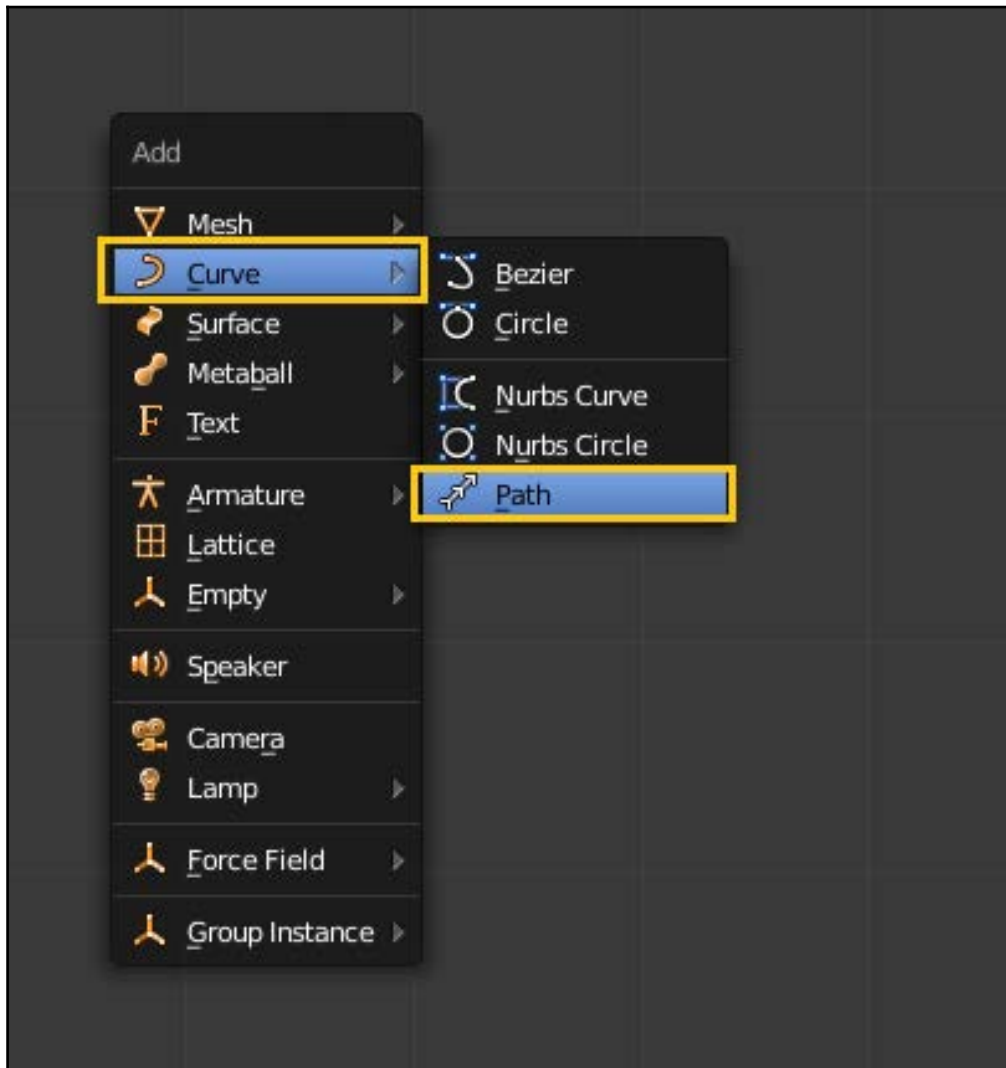 Add
Mesh
Curve
Surface
Metaball
Text
Armature
Lattice
Empty
Speaker
Camera
Lamp
Force Field
Group Instance
Bezier
Circle
Nurbs Curve
Nurbs Circle
Path